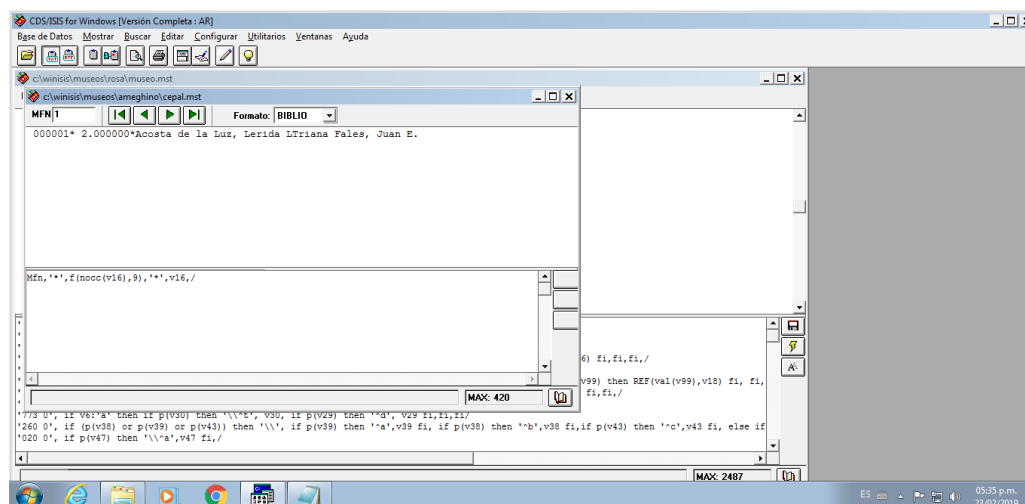 CDS/ISIS for Windows [Versión Completa : AR]
Base de Datos Mostrar Buscar Editar Configurar Utilitarios Ventanas Ayuda
c:\winisis\museos\rosa\museo.mst
c:\winisis\museos\ameghino\cepal.mst
MFN 1 Formato: BIBLIO
000001* 2.000000*Acosta de la Luz, Lerida LTriana Fales, Juan E.
Mfn,'*',f(nocc(v16),9),'*',v16,/
6) fi,fi,fi,/
v99) then REF(val(v99),v18) fi, fi,
fi,fi,/
MAX: 420
'773 0', if v6:'a' then if p(v30) then '\\^t', v30, if p(v29) then '^d', v29 fi,fi,fi/
'260 0', if (p(v38) or p(v39) or p(v43)) then '\\', if p(v39) then '^a',v39 fi, if p(v38) then '^b',v38 fi,if p(v43) then '^c',v43 fi, else if
'020 0', if p(v47) then '\\^a',v47 fi,/
MAX: 2487
ES 05:35 p.m.
23/02/2019